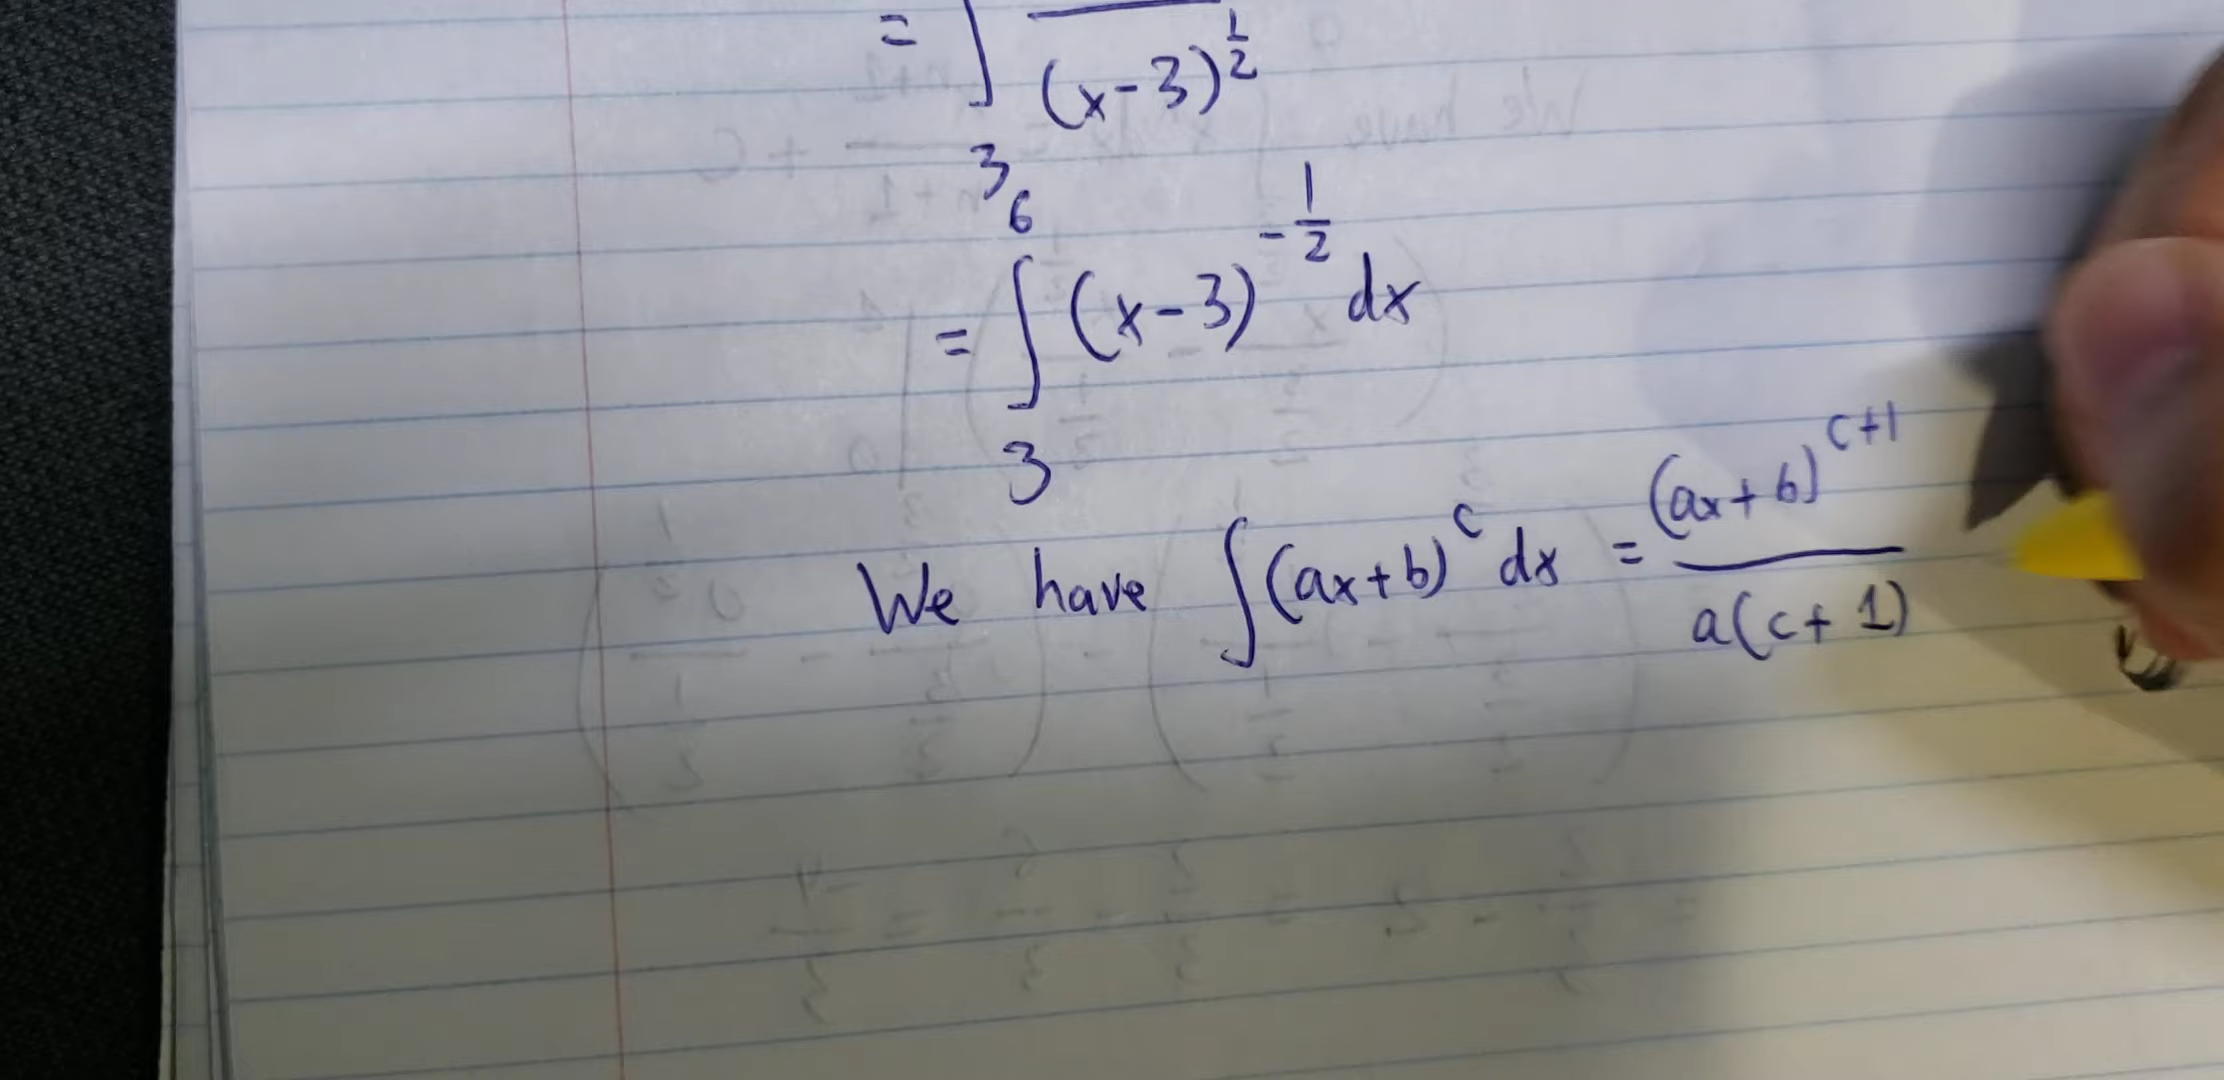 = ∫ ―――
(x-3)^{1/2}
3
6
= ∫ (x-3)^{-1/2} dx
3
We have ∫(ax+b)^c dx = (ax+b)^{c+1} / a(c+1)